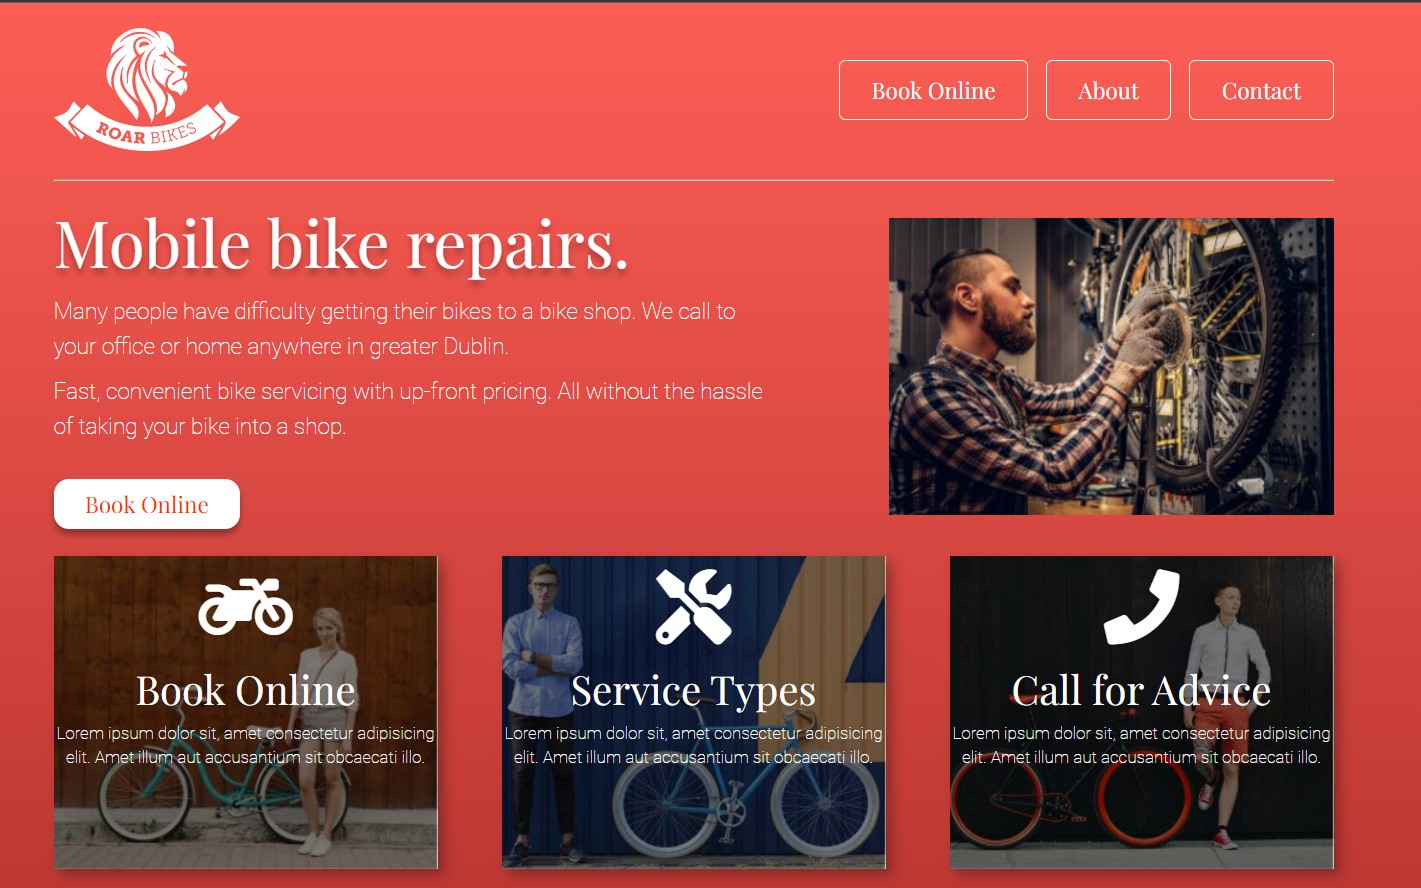 ROAR BIKES
Book Online
About
Contact
Mobile bike repairs.
Many people have difficulty getting their bikes to a bike shop. We call to
your office or home anywhere in greater Dublin.
Fast, convenient bike servicing with up-front pricing. All without the hassle
of taking your bike into a shop.
Book Online
Book Online
Lorem ipsum dolor sit, amet consectetur adipisicing
elit. Amet illum aut accusantium sit obcaecati illo.
Service Types
Lorem ipsum dolor sit, amet consectetur adipisicing
elit. Amet illum aut accusantium sit obcaecati illo.
Call for Advice
Lorem ipsum dolor sit, amet consectetur adipisicing
elit. Amet illum aut accusantium sit obcaecati illo.